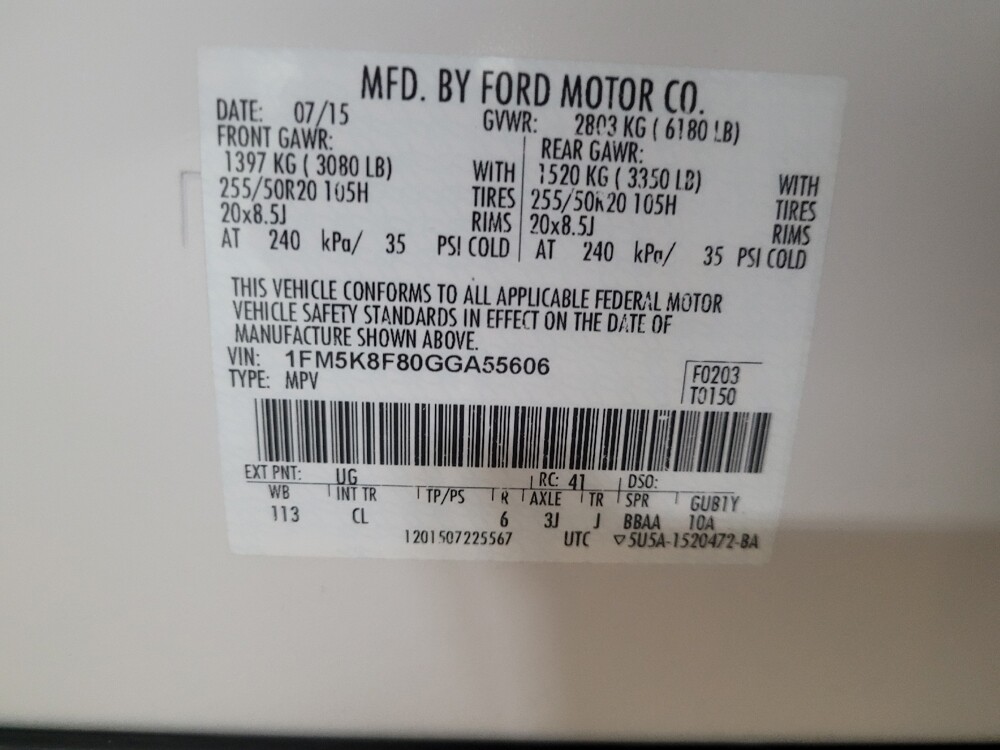 MFD. BY FORD MOTOR CO.
DATE: 07/15 GVWR: 2803 KG ( 6180 LB)
FRONT GAWR: REAR GAWR:
1397 KG ( 3080 LB) WITH 1520 KG ( 3350 LB) WITH
255/50R20 105H TIRES 255/50R20 105H TIRES
20x8.5J RIMS 20x8.5J RIMS
AT 240 kPa/ 35 PSI COLD AT 240 kPa/ 35 PSI COLD
THIS VEHICLE CONFORMS TO ALL APPLICABLE FEDERAL MOTOR
VEHICLE SAFETY STANDARDS IN EFFECT ON THE DATE OF
MANUFACTURE SHOWN ABOVE.
VIN: 1FM5K8F80GGA55606
TYPE: MPV
F0203
T0150
EXT PNT: UG RC: 41 DSO:
WB INT TR TP/PS R AXLE TR SPR GUB1Y
113 CL 6 3J J BBAA 10A
1201507225567 UTC ▽5U5A-1520472-BA